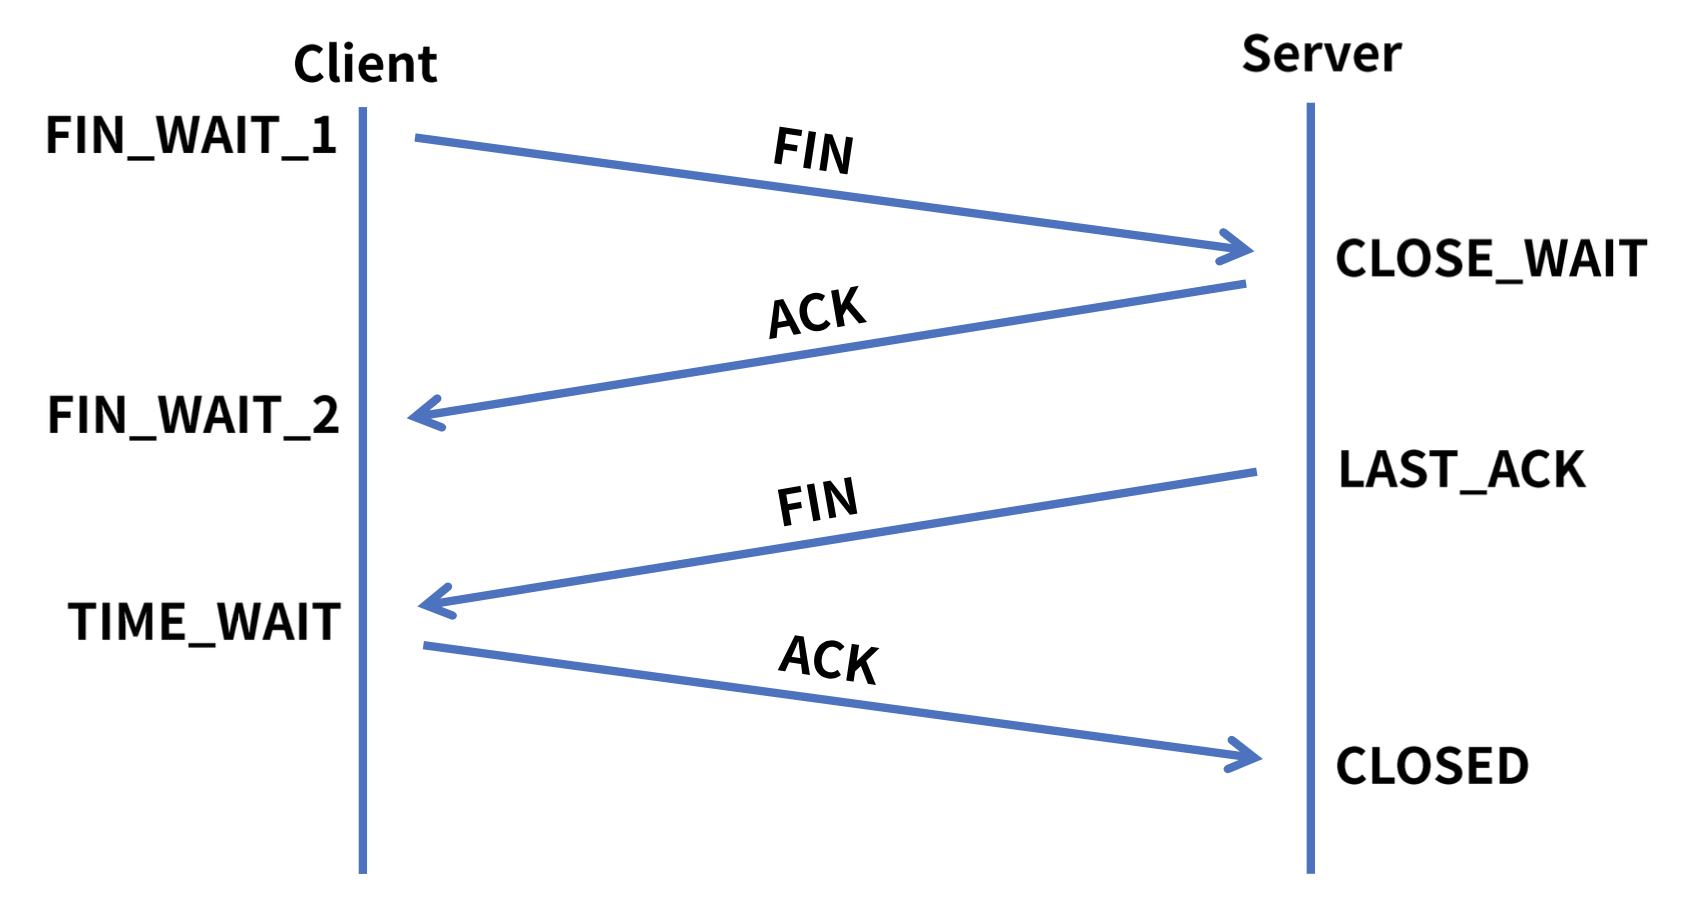 Client
Server
FIN_WAIT_1
FIN
CLOSE_WAIT
ACK
FIN_WAIT_2
LAST_ACK
FIN
TIME_WAIT
ACK
CLOSED